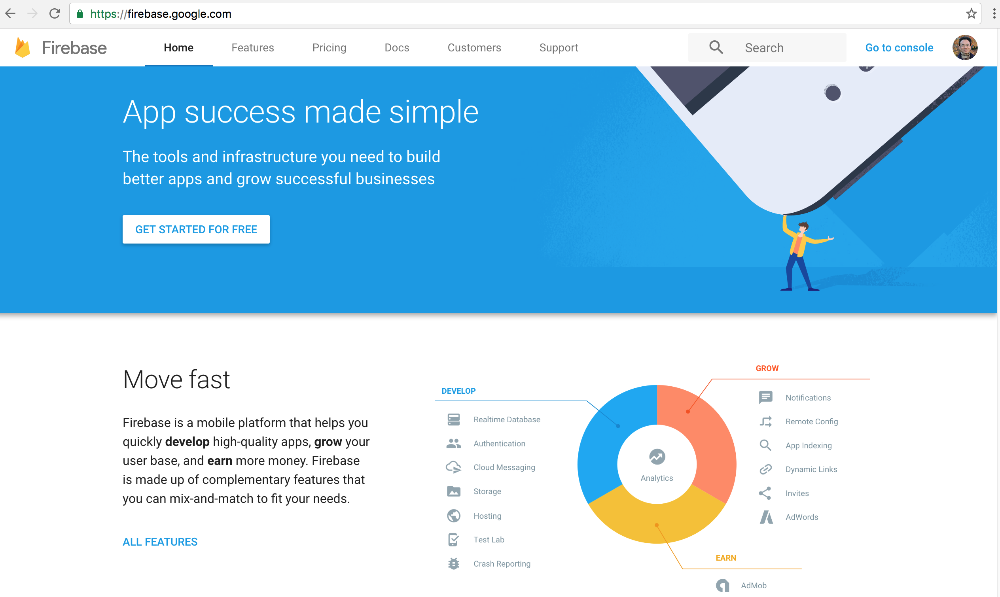 https://firebase.google.com
Firebase
Home
Features
Pricing
Docs
Customers
Support
Search
Go to console
App success made simple
The tools and infrastructure you need to build
better apps and grow successful businesses
GET STARTED FOR FREE
Move fast
Firebase is a mobile platform that helps you
quickly develop high-quality apps, grow your
user base, and earn more money. Firebase
is made up of complementary features that
you can mix-and-match to fit your needs.
ALL FEATURES
DEVELOP
Realtime Database
Authentication
Cloud Messaging
Storage
Hosting
Test Lab
Crash Reporting
Analytics
GROW
Notifications
Remote Config
App Indexing
Dynamic Links
Invites
AdWords
EARN
AdMob